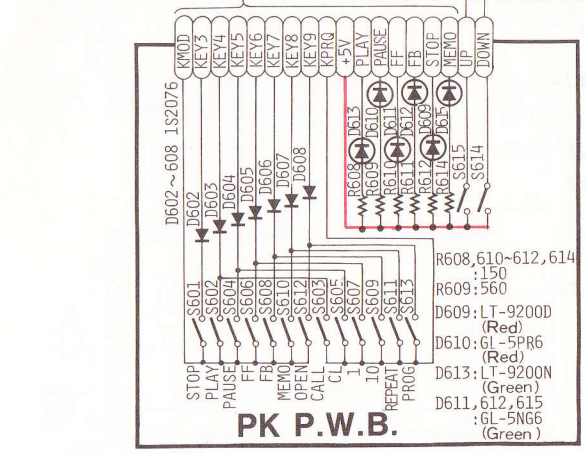 KMOD
KEY3
KEY4
KEY5
KEY6
KEY7
KEY8
KEY9
KPRQ
+5V
PLAY
PAUSE
FF
FB
STOP
MEMO
UP
DOWN
D602~608 1S2076
D602
D603
D604
D605
D606
D607
D608
D613
D610
D611
D612
D609
D615
R608
R609
R610
R611
R612
R614
S615
S614
S601
S602
S604
S606
S608
S610
S612
S603
S605
S607
S609
S611
S613
STOP
PLAY
PAUSE
FF
FB
MEMO
OPEN
CALL
CL
1
10
REPEAT
PROG
R608,610~612,614
:150
R609:560
D609:LT-9200D
(Red)
D610:GL-5PR6
(Red)
D613:LT-9200N
(Green)
D611,612,615
:GL-5NG6
(Green)
PK P.W.B.